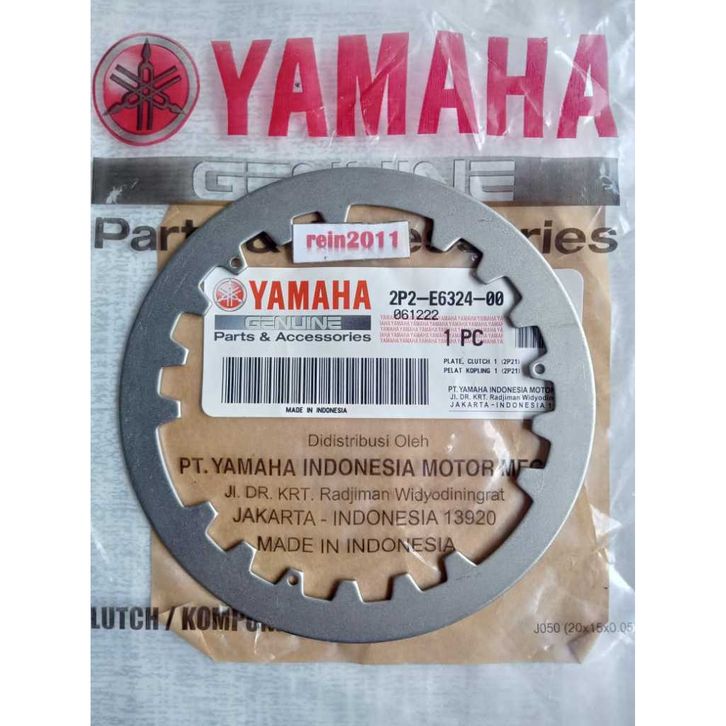 YAMAHA
GENUINE
Parts & Accessories
rein2011
YAMAHA
GENUINE
Parts & Accessories
2P2-E6324-00
061222
1 PC
PLATE, CLUTCH 1 (2P21)
PELAT KOPLING 1 (2P21)
PT. YAMAHA INDONESIA MOTOR
JL. DR. KRT. Radjiman Widyodin
JAKARTA - INDONESIA 1
MADE IN INDONESIA
Didistribusi Oleh
PT. YAMAHA INDONESIA MOTOR MFG
Jl. DR. KRT. Radjiman Widyodiningrat
JAKARTA - INDONESIA 13920
MADE IN INDONESIA
LUTCH / KOMPO
J050 (20x15x0.05